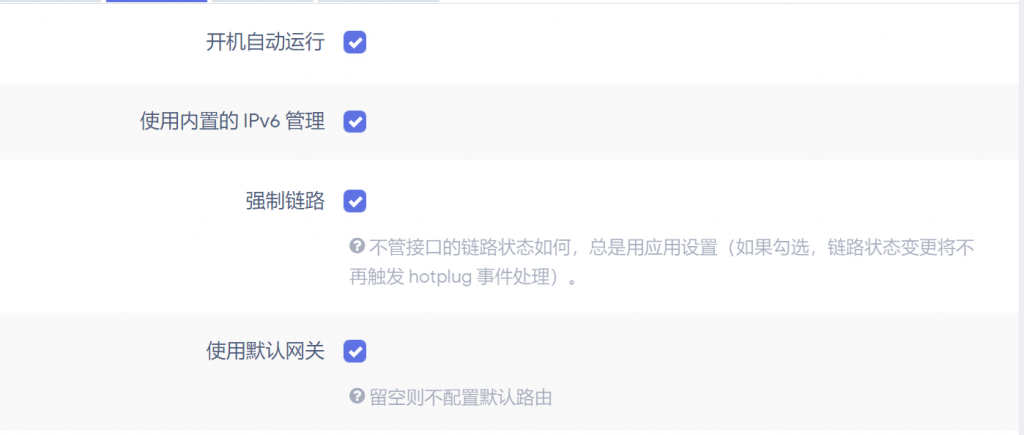 开机自动运行
使用内置的 IPv6 管理
强制链路
不管接口的链路状态如何，总是用应用设置（如果勾选，链路状态变更将不
再触发 hotplug 事件处理）。
使用默认网关
留空则不配置默认路由